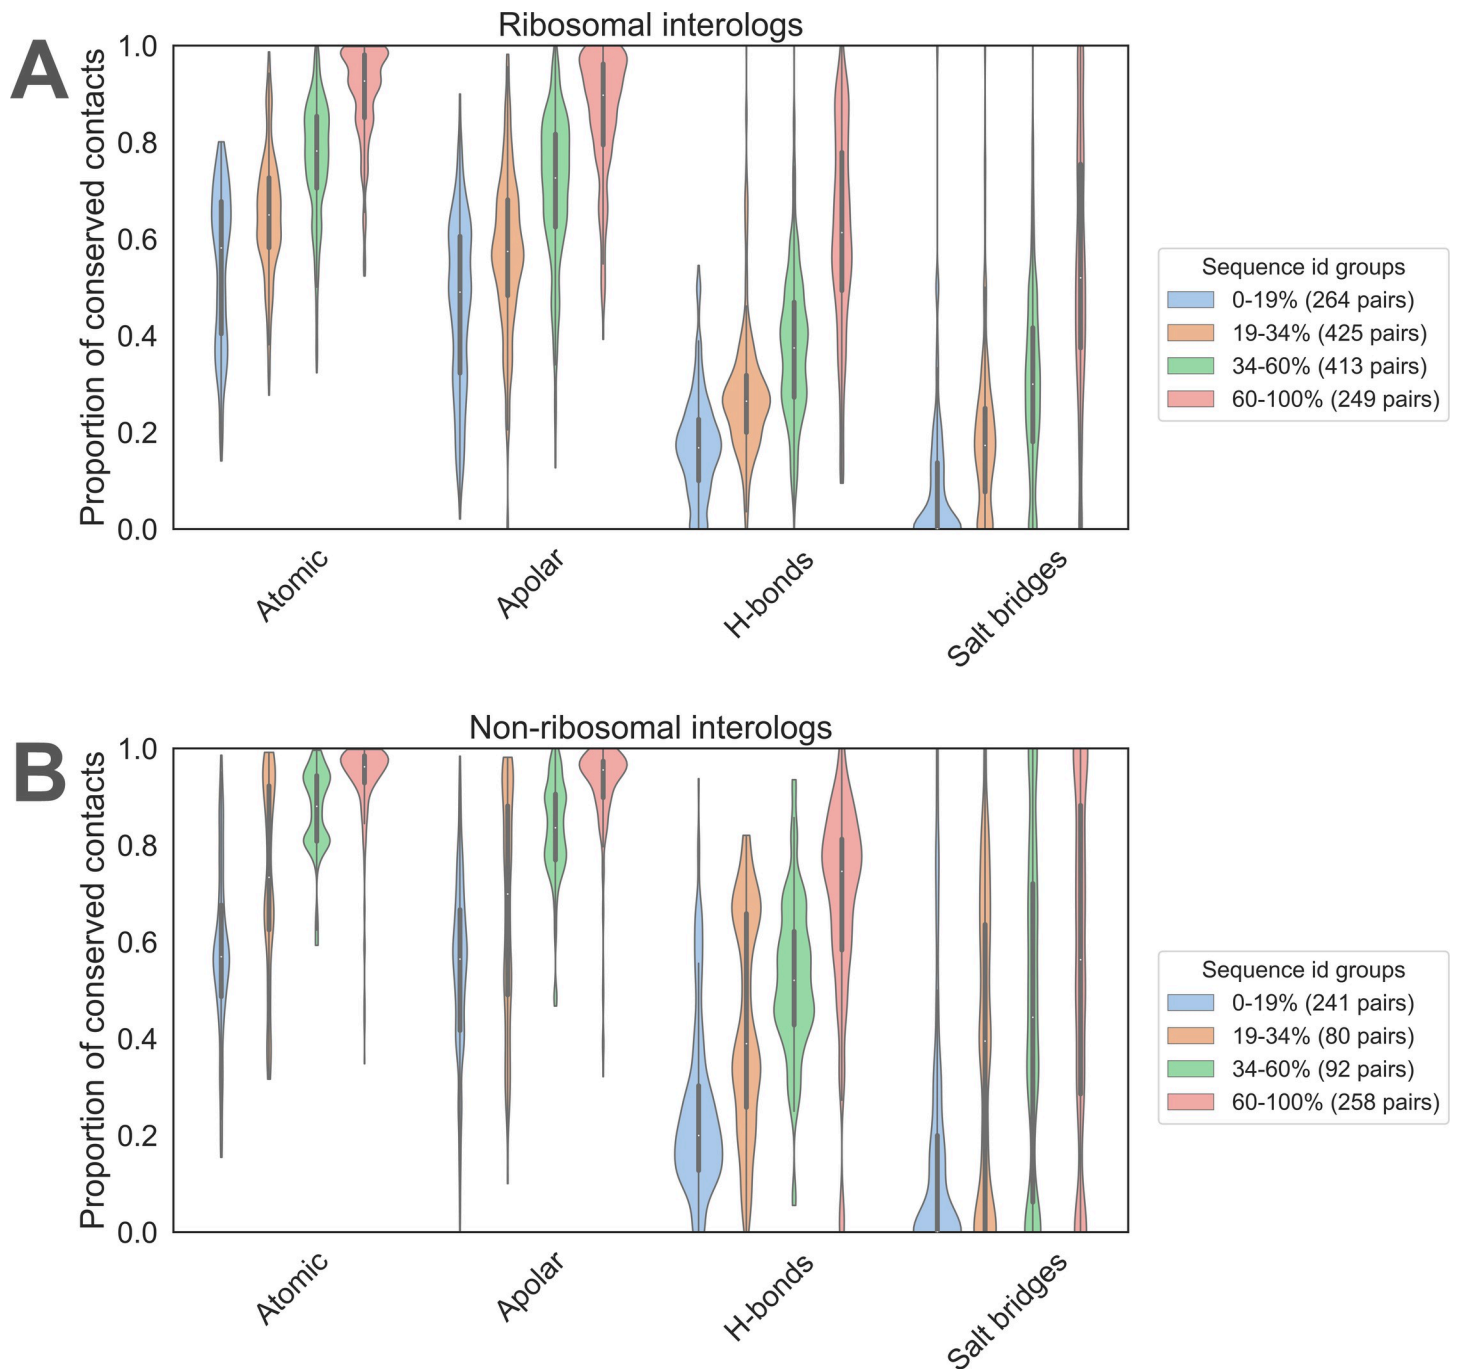 A
Ribosomal interologs
Proportion of conserved contacts
1.0
0.8
0.6
0.4
0.2
0.0
Atomic
Apolar
H-bonds
Salt bridges
Sequence id groups
0-19% (264 pairs)
19-34% (425 pairs)
34-60% (413 pairs)
60-100% (249 pairs)
B
Non-ribosomal interologs
Proportion of conserved contacts
1.0
0.8
0.6
0.4
0.2
0.0
Atomic
Apolar
H-bonds
Salt bridges
Sequence id groups
0-19% (241 pairs)
19-34% (80 pairs)
34-60% (92 pairs)
60-100% (258 pairs)